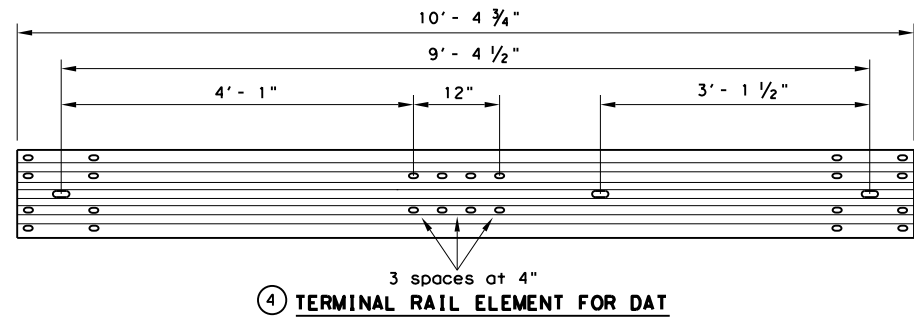 10'- 4 ¾"
9'- 4 ½"
4'- 1"
12"
3'- 1 ½"
3 spaces at 4"
4 TERMINAL RAIL ELEMENT FOR DAT